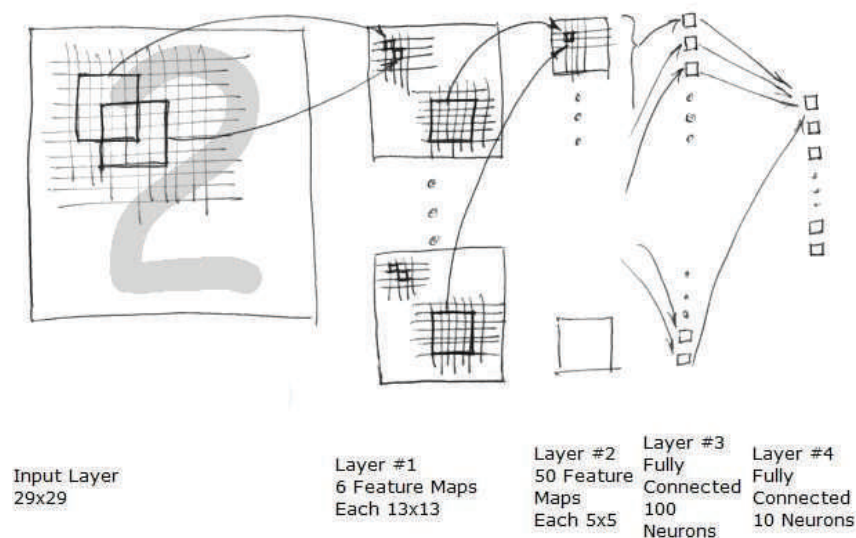 2
Input Layer
29x29
Layer #1
6 Feature Maps
Each 13x13
Layer #2
50 Feature
Maps
Each 5x5
Layer #3
Fully
Connected
100
Neurons
Layer #4
Fully
Connected
10 Neurons